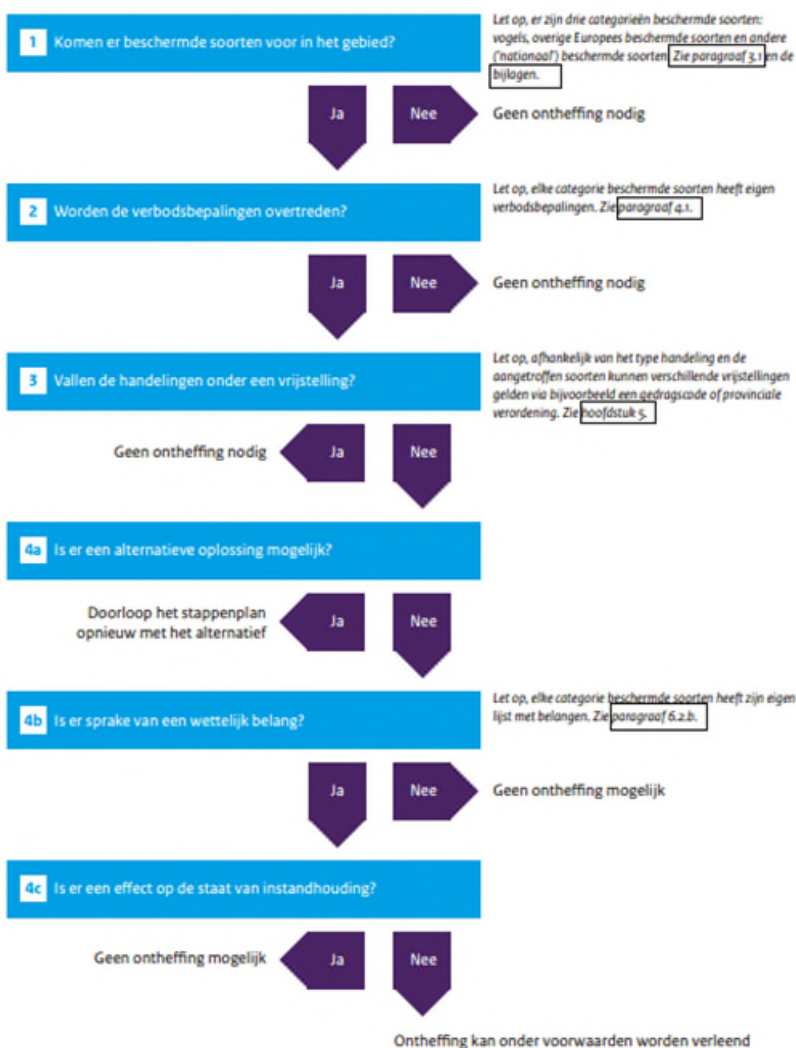 1 Komen er beschermde soorten voor in het gebied?
Let op, er zijn drie categorieën beschermde soorten:
vogels, overige Europees beschermde soorten en andere
('nationaal') beschermde soorten Zie paragraaf 3.1 en de
bijlagen.
Ja
Nee
Geen ontheffing nodig
2 Worden de verbodsbepalingen overtreden?
Let op, elke categorie beschermde soorten heeft eigen
verbodsbepalingen. Zie paragraaf 4.1.
Ja
Nee
Geen ontheffing nodig
3 Vallen de handelingen onder een vrijstelling?
Let op, afhankelijk van het type handeling en de
aangetroffen soorten kunnen verschillende vrijstellingen
gelden via bijvoorbeeld een gedragscode of provinciale
verordening. Zie hoofdstuk 5.
Geen ontheffing nodig
Ja
Nee
4a Is er een alternatieve oplossing mogelijk?
Doorloop het stappenplan
opnieuw met het alternatief
Ja
Nee
4b Is er sprake van een wettelijk belang?
Let op, elke categorie beschermde soorten heeft zijn eigen
lijst met belangen. Zie paragraaf 6.2.b.
Ja
Nee
Geen ontheffing mogelijk
4c Is er een effect op de staat van instandhouding?
Geen ontheffing mogelijk
Ja
Nee
Ontheffing kan onder voorwaarden worden verleend